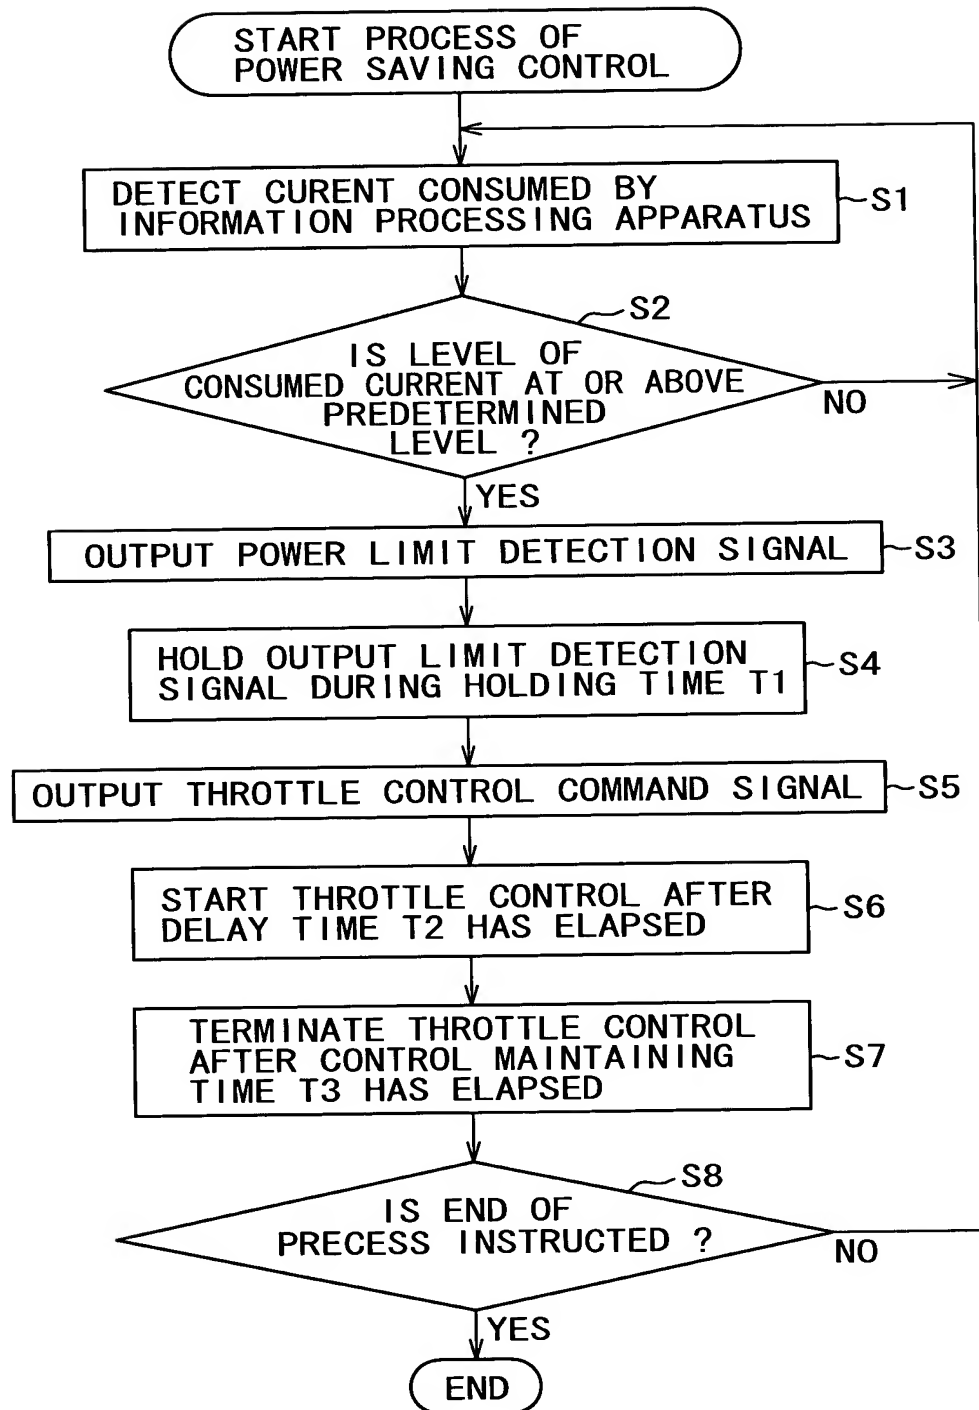 START PROCESS OF
POWER SAVING CONTROL
DETECT CURENT CONSUMED BY
INFORMATION PROCESSING APPARATUS
S1
S2
IS LEVEL OF
CONSUMED CURRENT AT OR ABOVE
PREDETERMINED
LEVEL ?
NO
YES
OUTPUT POWER LIMIT DETECTION SIGNAL
S3
HOLD OUTPUT LIMIT DETECTION
SIGNAL DURING HOLDING TIME T1
S4
OUTPUT THROTTLE CONTROL COMMAND SIGNAL
S5
START THROTTLE CONTROL AFTER
DELAY TIME T2 HAS ELAPSED
S6
TERMINATE THROTTLE CONTROL
AFTER CONTROL MAINTAINING
TIME T3 HAS ELAPSED
S7
S8
IS END OF
PRECESS INSTRUCTED ?
NO
YES
END